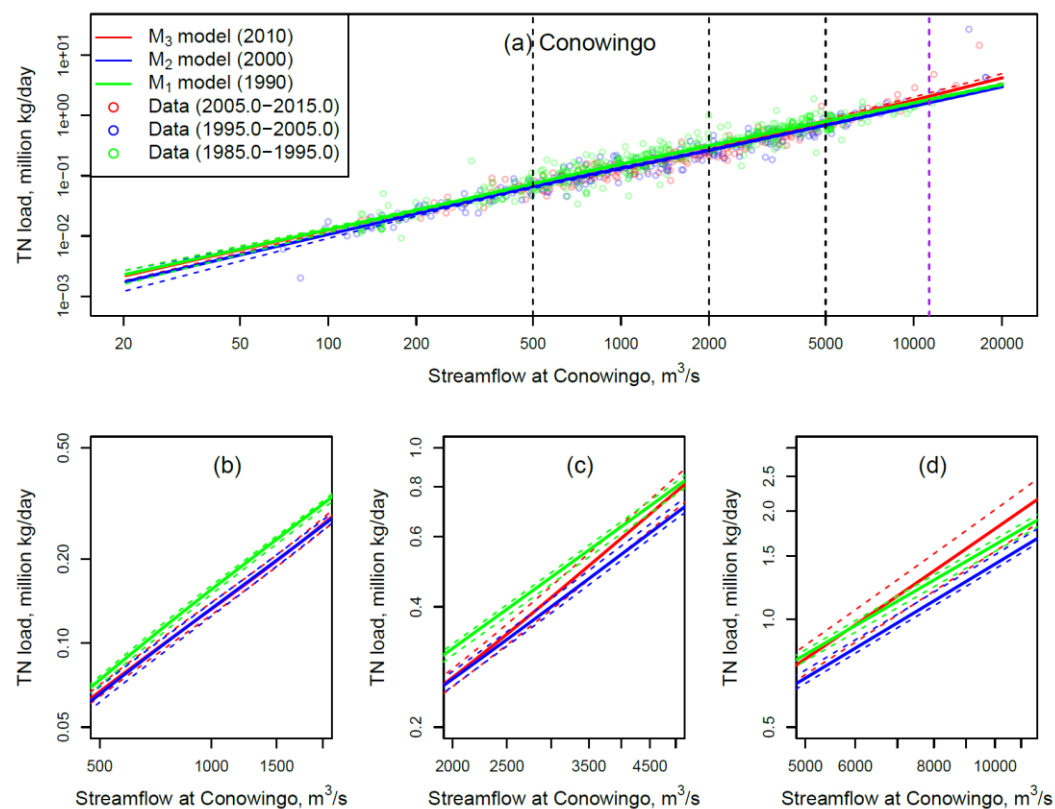 (a) Conowingo
M3 model (2010)
M2 model (2000)
M1 model (1990)
Data (2005.0−2015.0)
Data (1995.0−2005.0)
Data (1985.0−1995.0)
TN load, million kg/day
1e+01
1e+00
1e−01
1e−02
1e−03
20 50 100 200 500 1000 2000 5000 10000 20000
Streamflow at Conowingo, m3/s
(b)
TN load, million kg/day
0.50
0.20
0.10
0.05
500 1000 1500
Streamflow at Conowingo, m3/s
(c)
TN load, million kg/day
1.0
0.8
0.6
0.4
0.2
2000 2500 3500 4500
Streamflow at Conowingo, m3/s
(d)
TN load, million kg/day
2.5
2.0
1.5
1.0
0.5
5000 6000 8000 10000
Streamflow at Conowingo, m3/s